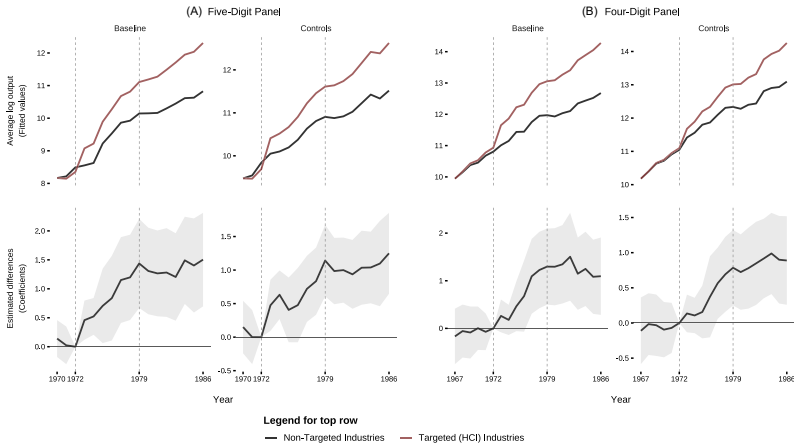 (A) Five-Digit Panel
(B) Four-Digit Panel
Baseline
Controls
Baseline
Controls
Average log output
(Fitted values)
12
11
10
9
8
12
11
10
14
13
12
11
10
14
13
12
11
10
Estimated differences
(Coefficients)
2.0
1.5
1.0
0.5
0.0
1.5
1.0
0.5
0.0
-0.5
2
1
0
1.5
1.0
0.5
0.0
-0.5
1970 1972 1979 1986
1970 1972 1979 1986
1967 1972 1979 1986
1967 1972 1979 1986
Year
Year
Legend for top row
Non-Targeted Industries
Targeted (HCI) Industries